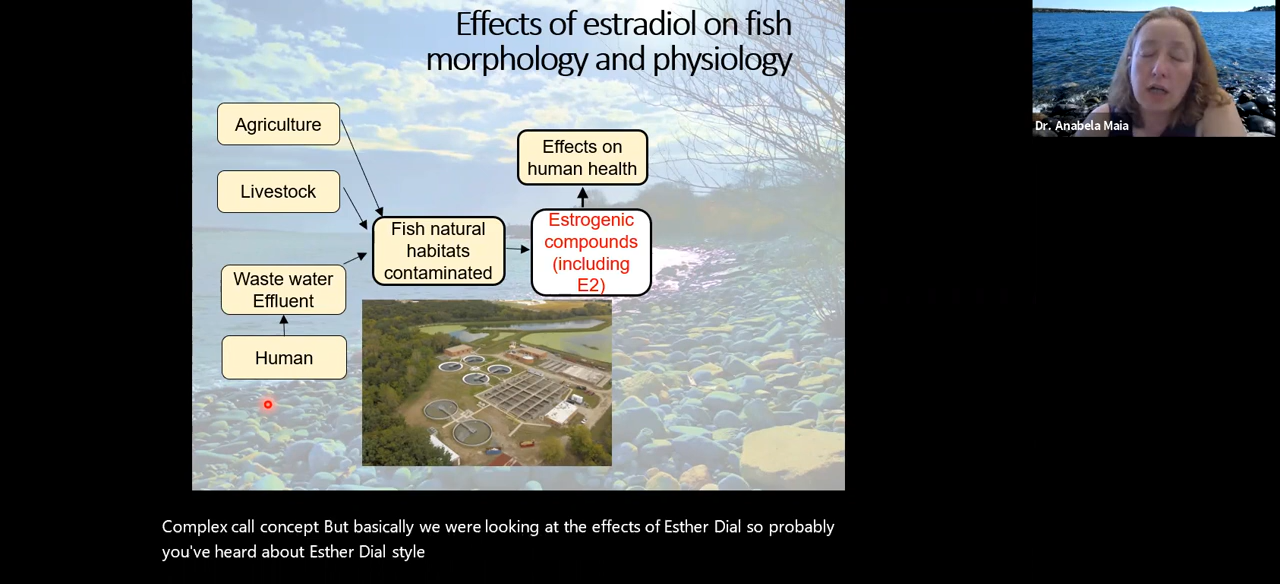 Effects of estradiol on fish
morphology and physiology
Agriculture
Livestock
Waste water
Effluent
Human
Fish natural
habitats
contaminated
Effects on
human health
Estrogenic
compounds
(including
E2)
Dr. Anabela Maia
Complex call concept But basically we were looking at the effects of Esther Dial so probably
you've heard about Esther Dial style